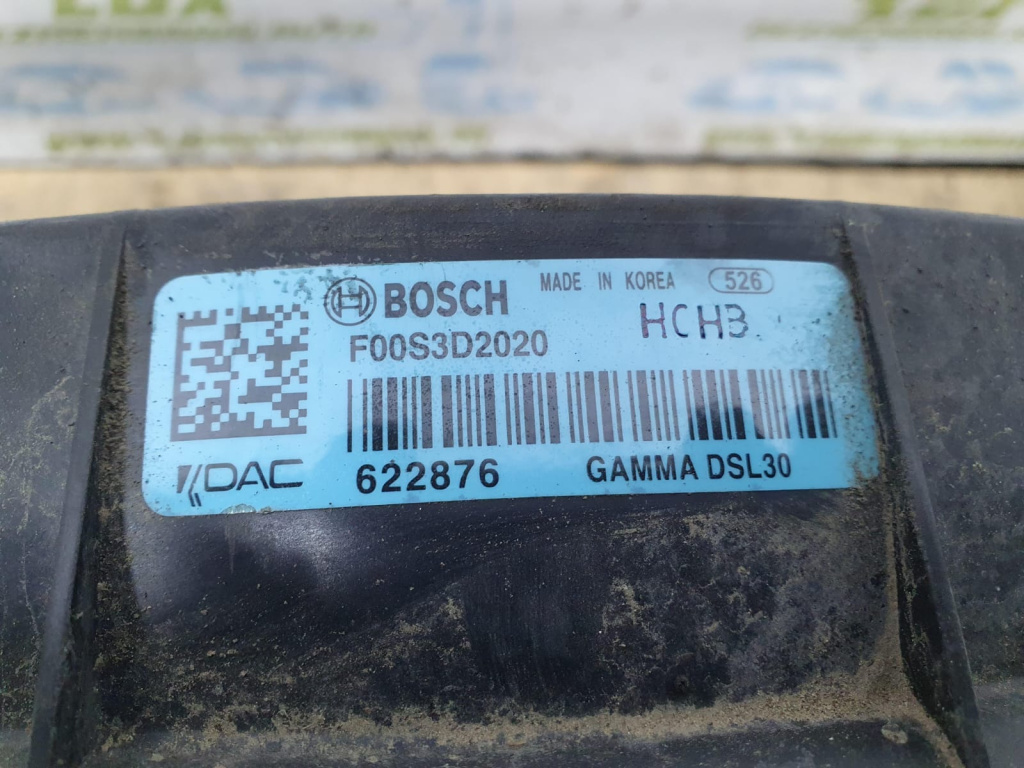 BOSCH
MADE IN KOREA 526
F00S3D2020
HCHB
DAC
622876
GAMMA DSL30